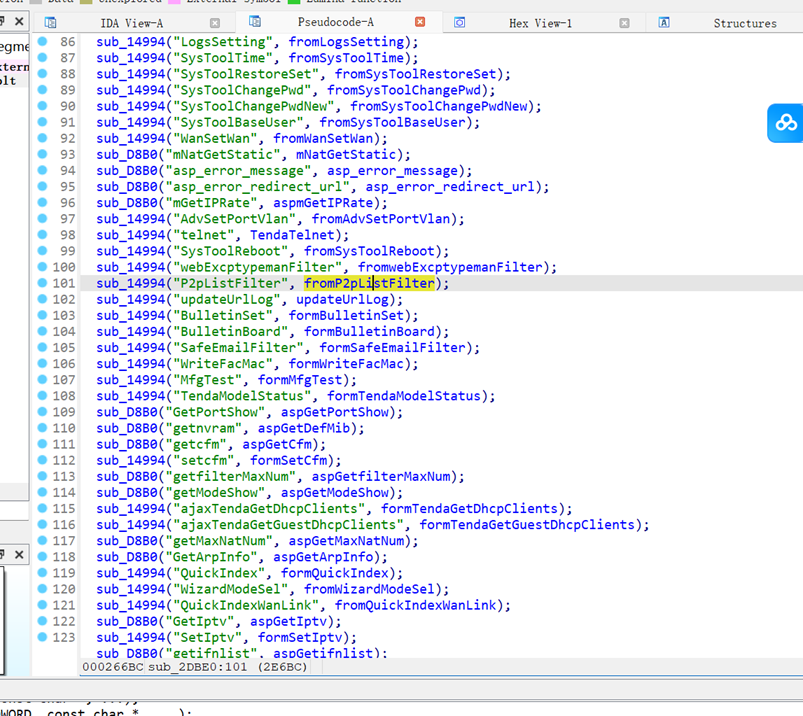 Data Unexplored External symbol Lumina function
IDA View-A Pseudocode-A Hex View-1 Structures
egme
xtern
lt
86 sub_14994("LogsSetting", fromLogsSetting);
87 sub_14994("SysToolTime", fromSysToolTime);
88 sub_14994("SysToolRestoreSet", fromSysToolRestoreSet);
89 sub_14994("SysToolChangePwd", fromSysToolChangePwd);
90 sub_14994("SysToolChangePwdNew", fromSysToolChangePwdNew);
91 sub_14994("SysToolBaseUser", fromSysToolBaseUser);
92 sub_14994("WanSetWan", fromWanSetWan);
93 sub_D8B0("mNatGetStatic", mNatGetStatic);
94 sub_D8B0("asp_error_message", asp_error_message);
95 sub_D8B0("asp_error_redirect_url", asp_error_redirect_url);
96 sub_D8B0("mGetIPRate", aspmGetIPRate);
97 sub_14994("AdvSetPortVlan", fromAdvSetPortVlan);
98 sub_14994("telnet", TendaTelnet);
99 sub_14994("SysToolReboot", fromSysToolReboot);
100 sub_14994("webExcptypemanFilter", fromwebExcptypemanFilter);
101 sub_14994("P2pListFilter", fromP2pListFilter);
102 sub_14994("updateUrlLog", updateUrlLog);
103 sub_14994("BulletinSet", formBulletinSet);
104 sub_14994("BulletinBoard", formBulletinBoard);
105 sub_14994("SafeEmailFilter", formSafeEmailFilter);
106 sub_14994("WriteFacMac", formWriteFacMac);
107 sub_14994("MfgTest", formMfgTest);
108 sub_14994("TendaModelStatus", formTendaModelStatus);
109 sub_D8B0("GetPortShow", aspGetPortShow);
110 sub_D8B0("getnvram", aspGetDefMib);
111 sub_D8B0("getcfm", aspGetCfm);
112 sub_14994("setcfm", formSetCfm);
113 sub_D8B0("getfilterMaxNum", aspGetfilterMaxNum);
114 sub_D8B0("getModeShow", aspGetModeShow);
115 sub_14994("ajaxTendaGetDhcpClients", formTendaGetDhcpClients);
116 sub_14994("ajaxTendaGetGuestDhcpClients", formTendaGetGuestDhcpClients);
117 sub_D8B0("getMaxNatNum", aspGetMaxNatNum);
118 sub_D8B0("GetArpInfo", aspGetArpInfo);
119 sub_14994("QuickIndex", formQuickIndex);
120 sub_14994("WizardModeSel", fromWizardModeSel);
121 sub_14994("QuickIndexWanLink", fromQuickIndexWanLink);
122 sub_D8B0("GetIptv", aspGetIptv);
123 sub_14994("SetIptv", formSetIptv);
sub_D8B0("getifnlist", aspGetifnlist);
000266BC sub_2DBE0:101 (2E6BC)